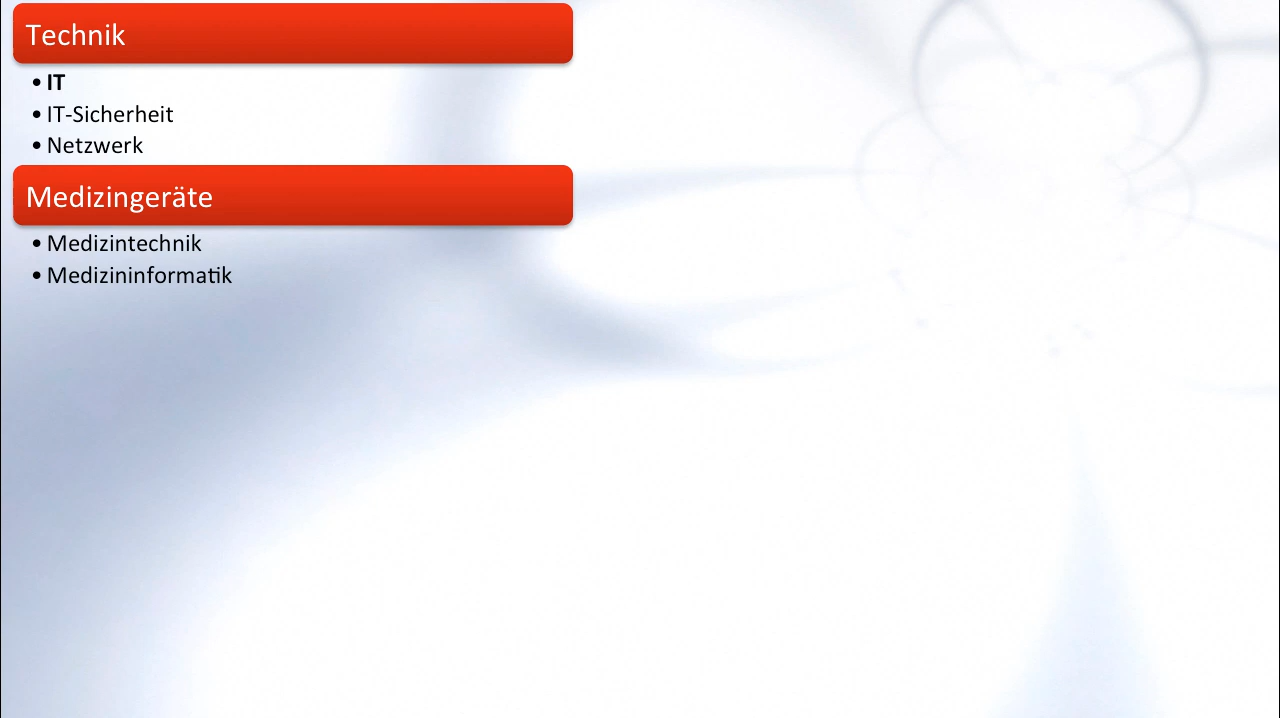 Technik
• IT
• IT-Sicherheit
• Netzwerk
Medizingeräte
• Medizintechnik
• Medizininformatik